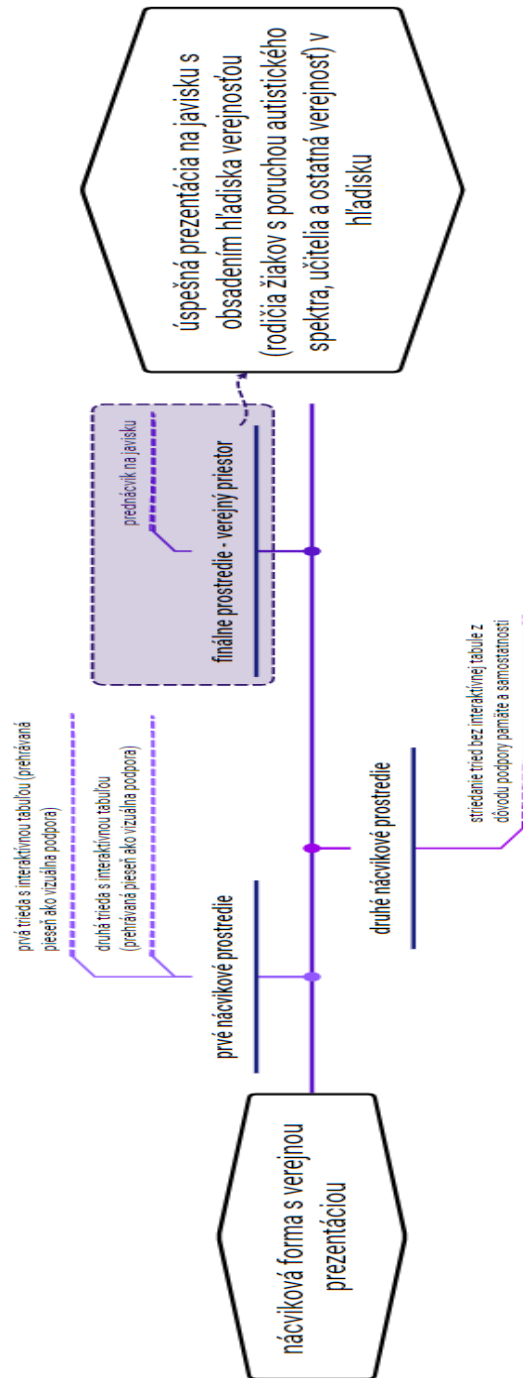 nácviková forma s verejnou
prezentáciou
prvé nácvikové prostredie
prvá trieda s interaktívnou tabuľou (prehrávaná
pieseň ako vizuálna podpora)
druhá trieda s interaktívnou tabuľou
(prehrávaná pieseň ako vizuálna podpora)
druhé nácvikové prostredie
striedanie tried bez interaktívnej tabule z
dôvodu podpory pamäte a samostatnosti
finálne prostredie - verejný priestor
prednácvik na javisku
úspešná prezentácia na javisku s
obsadením hľadiska verejnosťou
(rodičia žiakov s poruchou autistického
spektra, učitelia a ostatná verejnosť) v
hľadisku